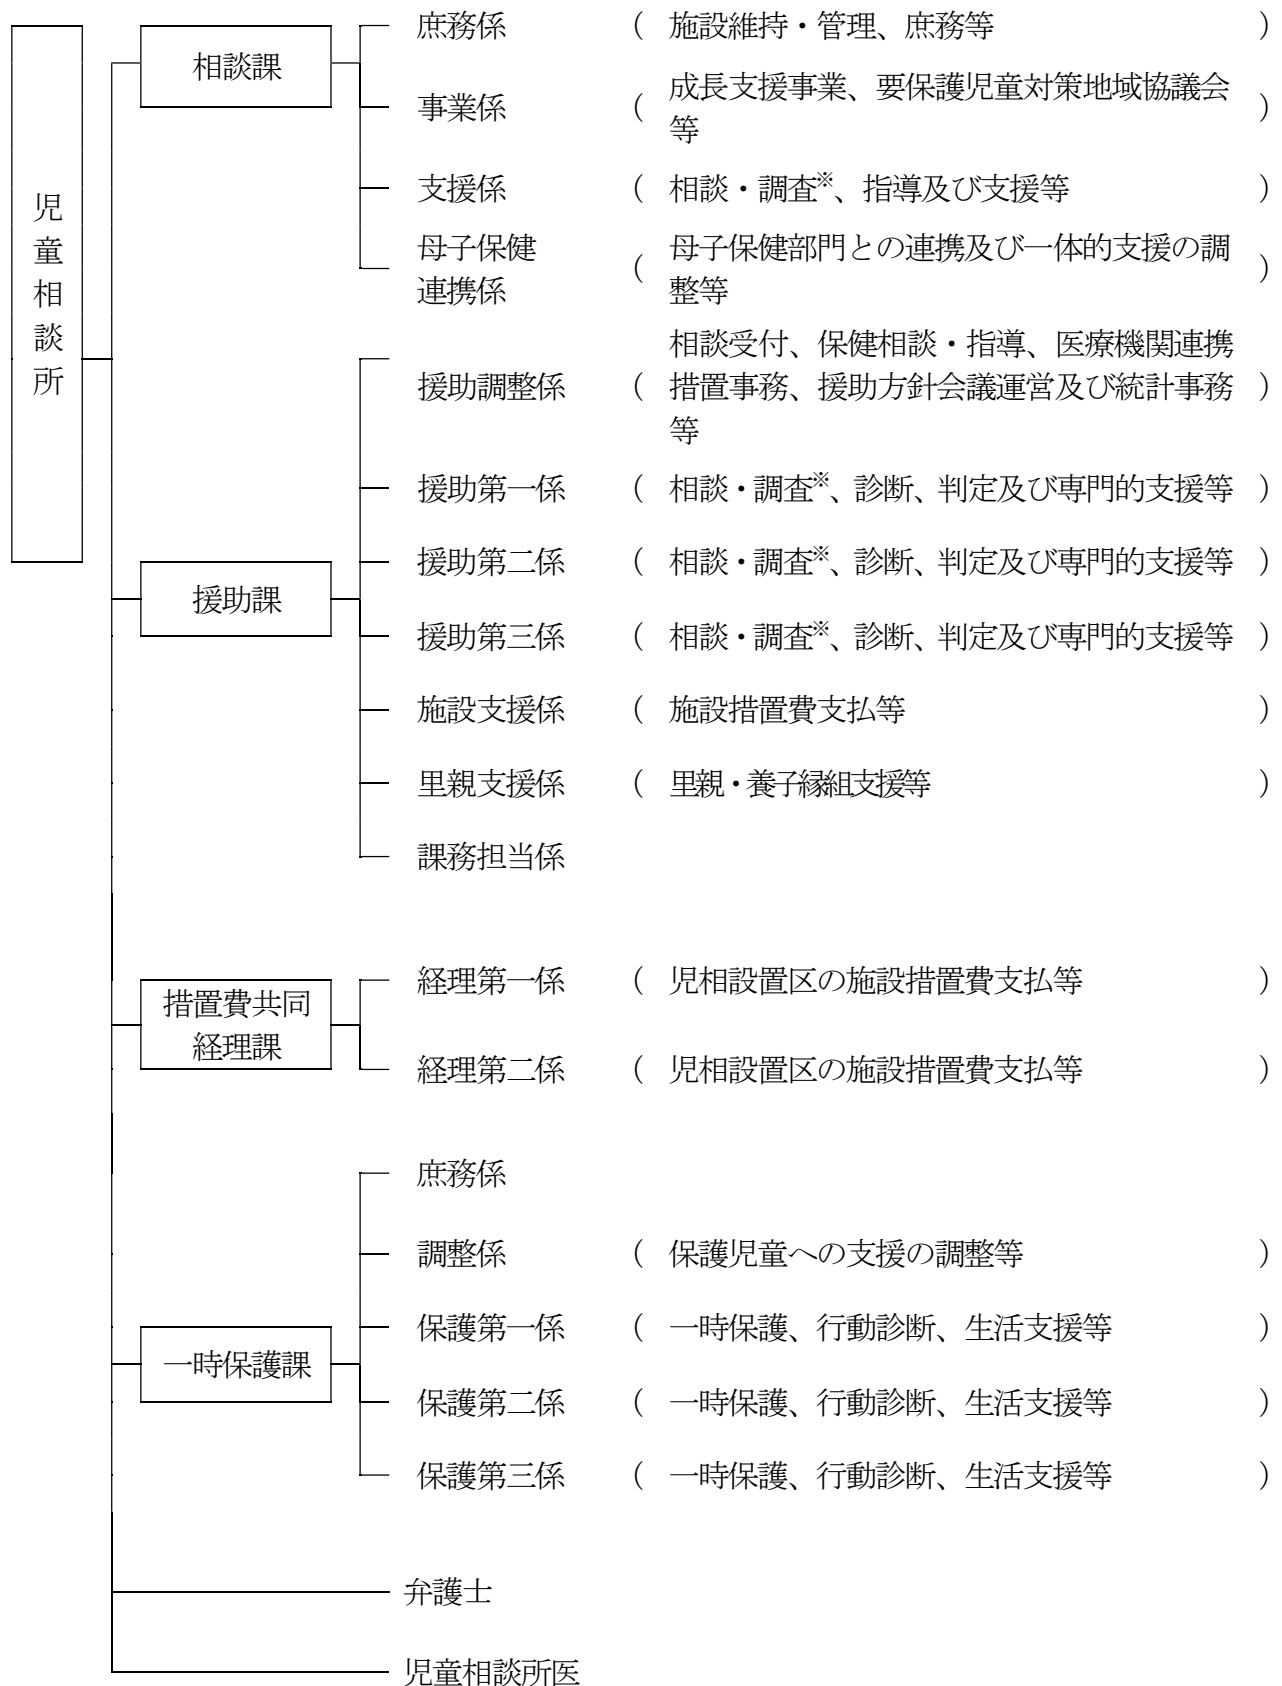 児童相談所
相談課
庶務係 ( 施設維持・管理、庶務等 )
事業係 ( 成長支援事業、要保護児童対策地域協議会
等 )
支援係 ( 相談・調査※、指導及び支援等 )
母子保健
連携係 ( 母子保健部門との連携及び一体的支援の調
整等 )
援助課
援助調整係 ( 相談受付、保健相談・指導、医療機関連携
措置事務、援助方針会議運営及び統計事務
等 )
援助第一係 ( 相談・調査※、診断、判定及び専門的支援等 )
援助第二係 ( 相談・調査※、診断、判定及び専門的支援等 )
援助第三係 ( 相談・調査※、診断、判定及び専門的支援等 )
施設支援係 ( 施設措置費支払等 )
里親支援係 ( 里親・養子縁組支援等 )
課務担当係
措置費共同
経理課
経理第一係 ( 児相設置区の施設措置費支払等 )
経理第二係 ( 児相設置区の施設措置費支払等 )
一時保護課
庶務係
調整係 ( 保護児童への支援の調整等 )
保護第一係 ( 一時保護、行動診断、生活支援等 )
保護第二係 ( 一時保護、行動診断、生活支援等 )
保護第三係 ( 一時保護、行動診断、生活支援等 )
弁護士
児童相談所医